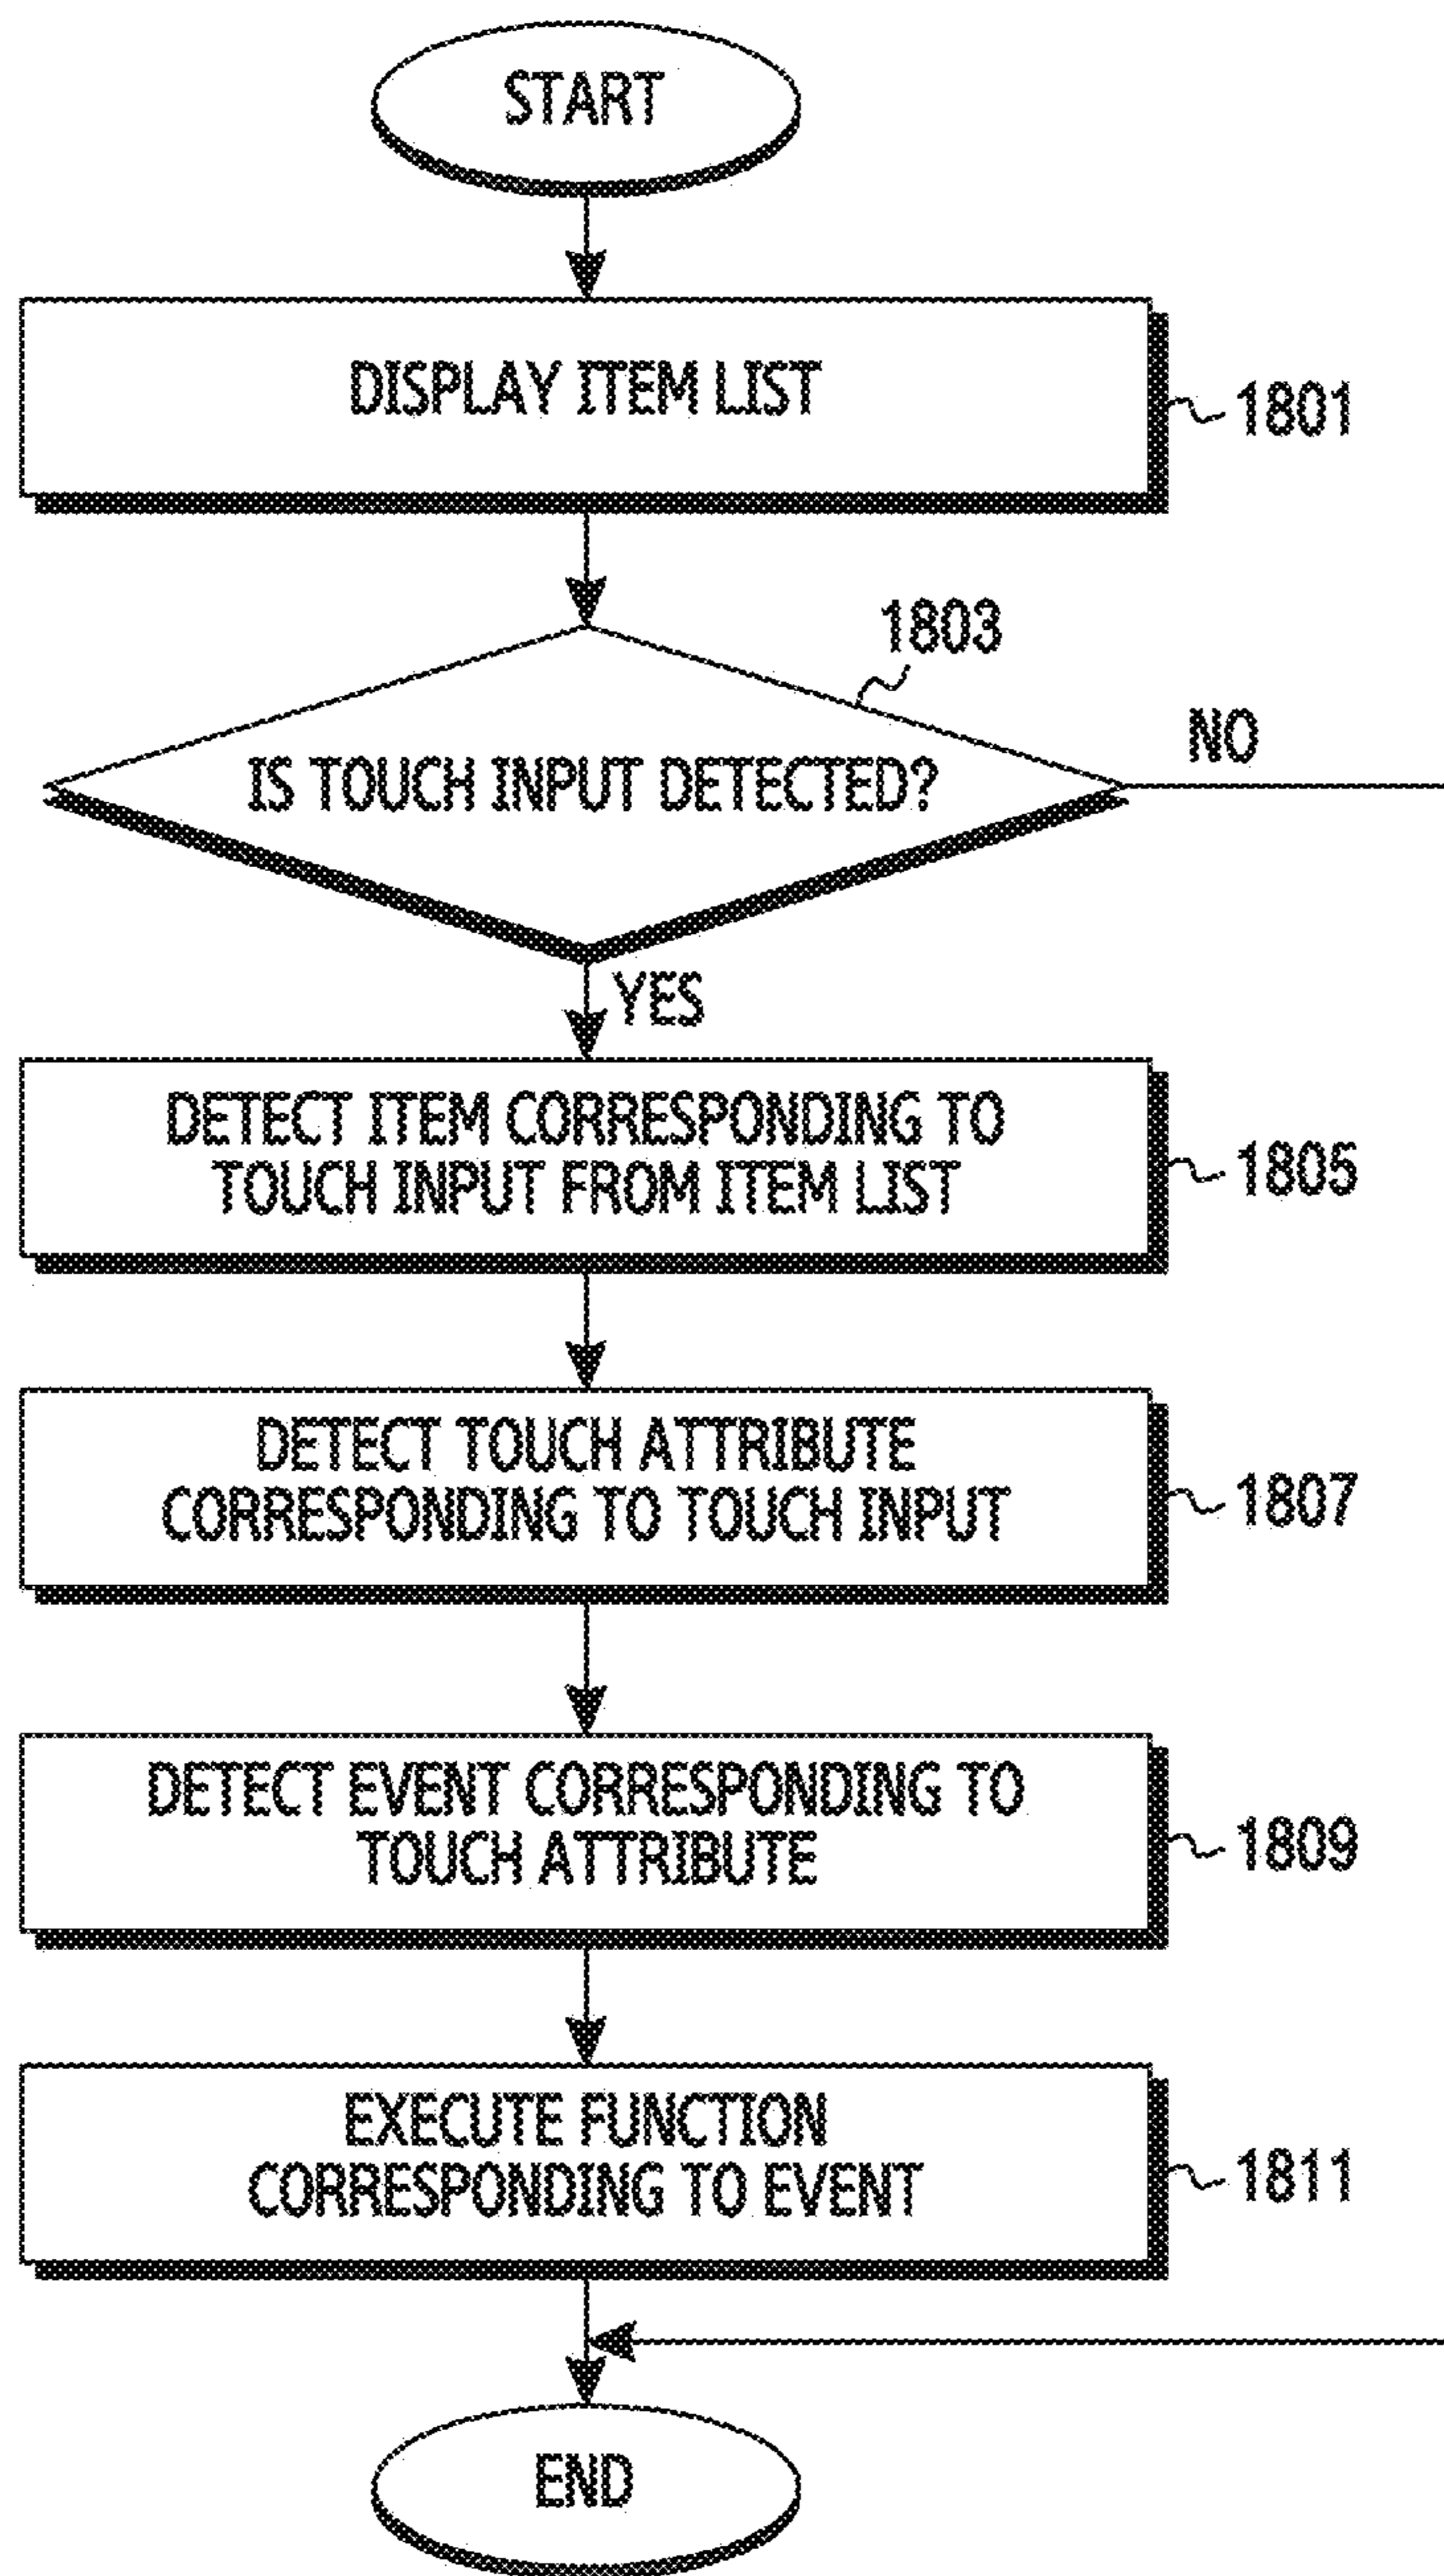 START
DISPLAY ITEM LIST
1801
1803
NO
IS TOUCH INPUT DETECTED?
YES
DETECT ITEM CORRESPONDING TO
TOUCH INPUT FROM ITEM LIST
1805
DETECT TOUCH ATTRIBUTE
CORRESPONDING TO TOUCH INPUT
1807
DETECT EVENT CORRESPONDING TO
TOUCH ATTRIBUTE
1809
EXECUTE FUNCTION
CORRESPONDING TO EVENT
1811
END